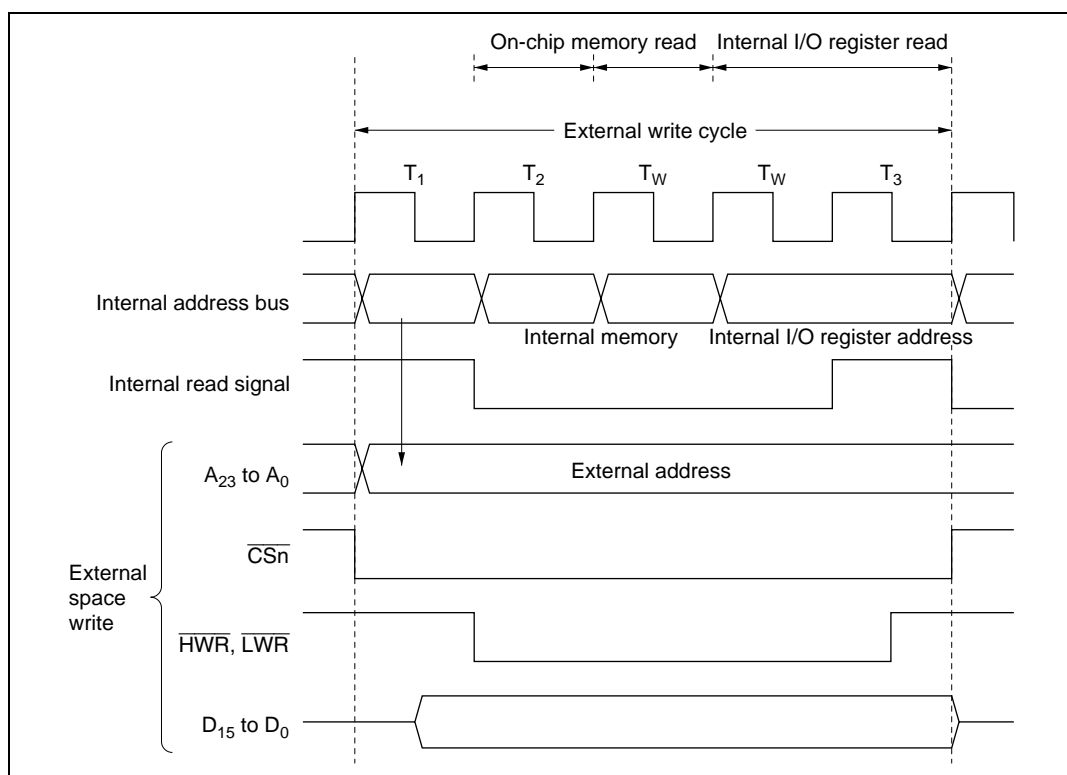 On-chip memory read Internal I/O register read
External write cycle
T1 T2 TW TW T3
Internal address bus
Internal memory Internal I/O register address
Internal read signal
A23 to A0 External address
CSn
External
space
write
HWR, LWR
D15 to D0